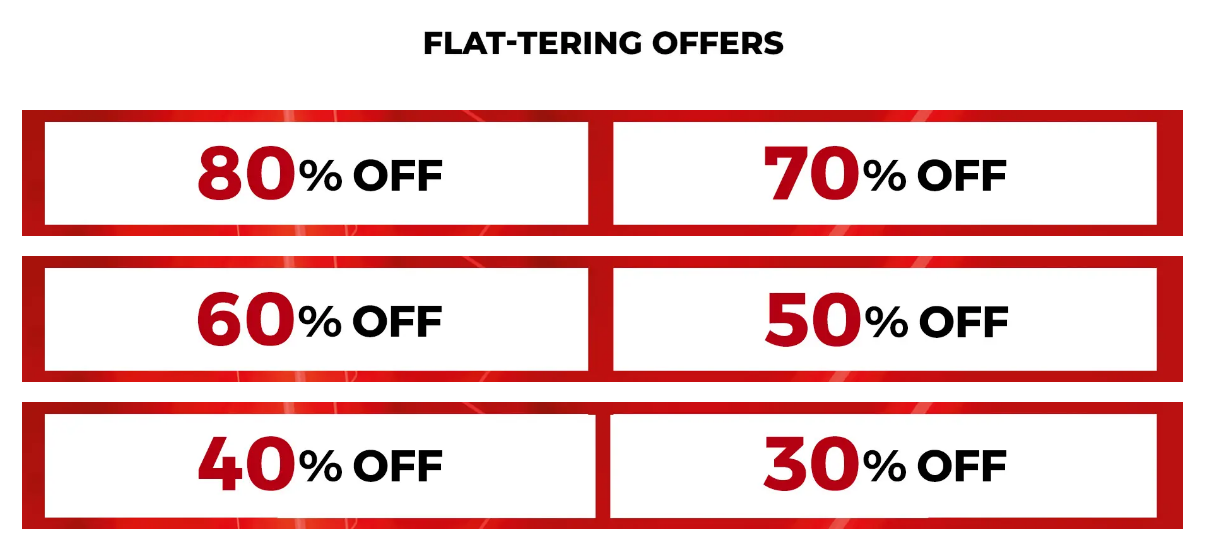 FLAT-TERING OFFERS
80% OFF
70% OFF
60% OFF
50% OFF
40% OFF
30% OFF